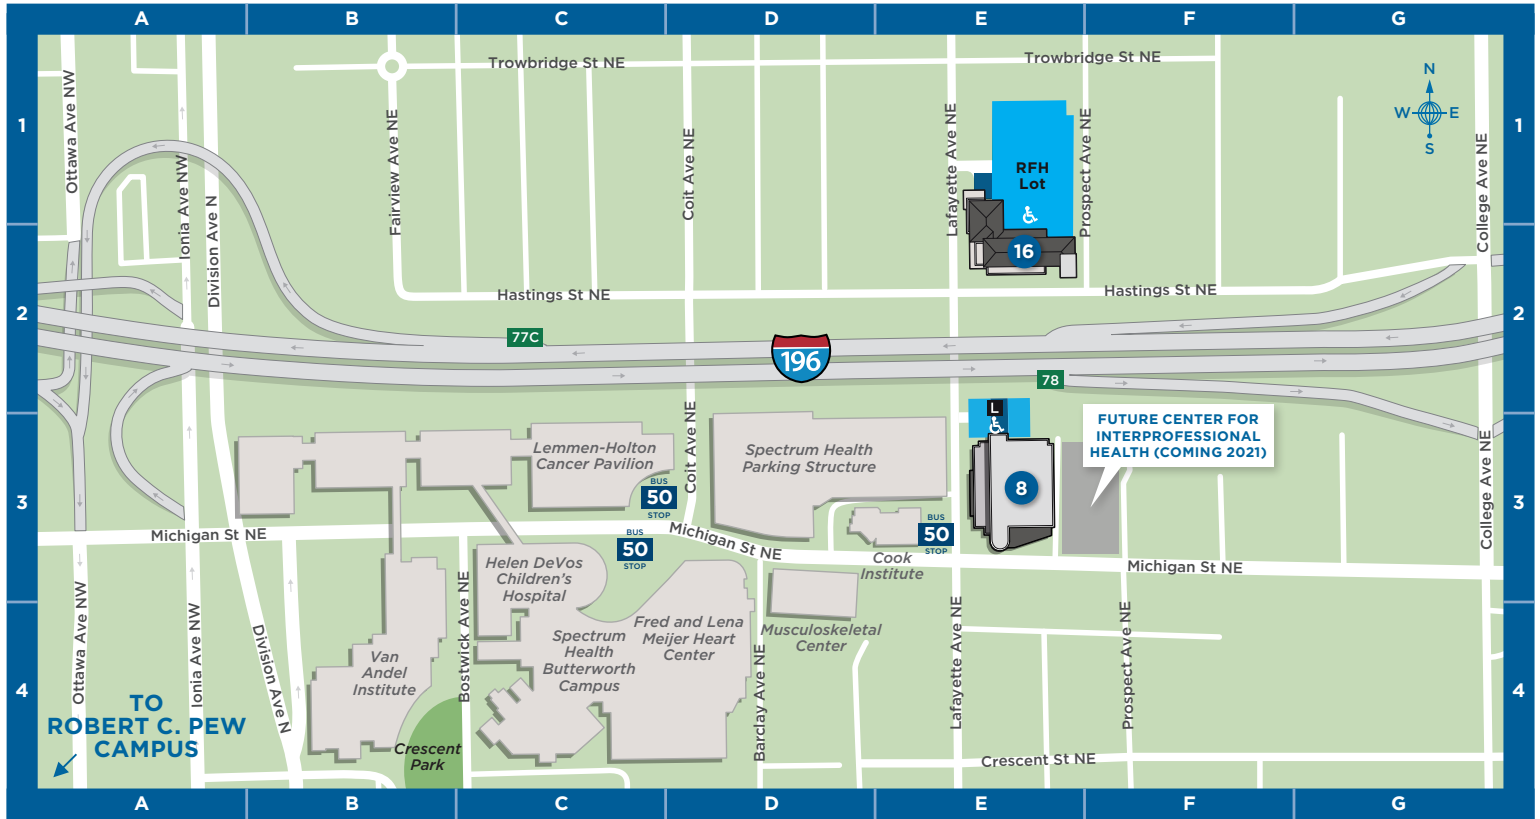 A B C D E F G
Trowbridge St NE
Trowbridge St NE
N
W E
S
1
1
Ottawa Ave NW
Ionia Ave NW
Division Ave N
Fairview Ave NE
Coit Ave NE
Lafayette Ave NE
Prospect Ave NE
College Ave NE
RFH
Lot
16
Hastings St NE
Hastings St NE
2
2
77C
196
78
L
FUTURE CENTER FOR
INTERPROFESSIONAL
HEALTH (COMING 2021)
Lemmen-Holton
Cancer Pavilion
Coit Ave NE
Spectrum Health
Parking Structure
8
College Ave NE
3
3
BUS
50
STOP
BUS
50
STOP
BUS
50
STOP
Michigan St NE
Michigan St NE
Michigan St NE
Cook
Institute
Helen DeVos
Children's
Hospital
Bostwick Ave NE
Ottawa Ave NW
Ionia Ave NW
Division Ave N
Fred and Lena
Meijer Heart
Center
Spectrum
Health
Butterworth
Campus
Musculoskeletal
Center
Van
Andel
Institute
Barclay Ave NE
Lafayette Ave NE
Prospect Ave NE
4
4
TO
ROBERT C. PEW
CAMPUS
Crescent
Park
Crescent St NE
A B C D E F G